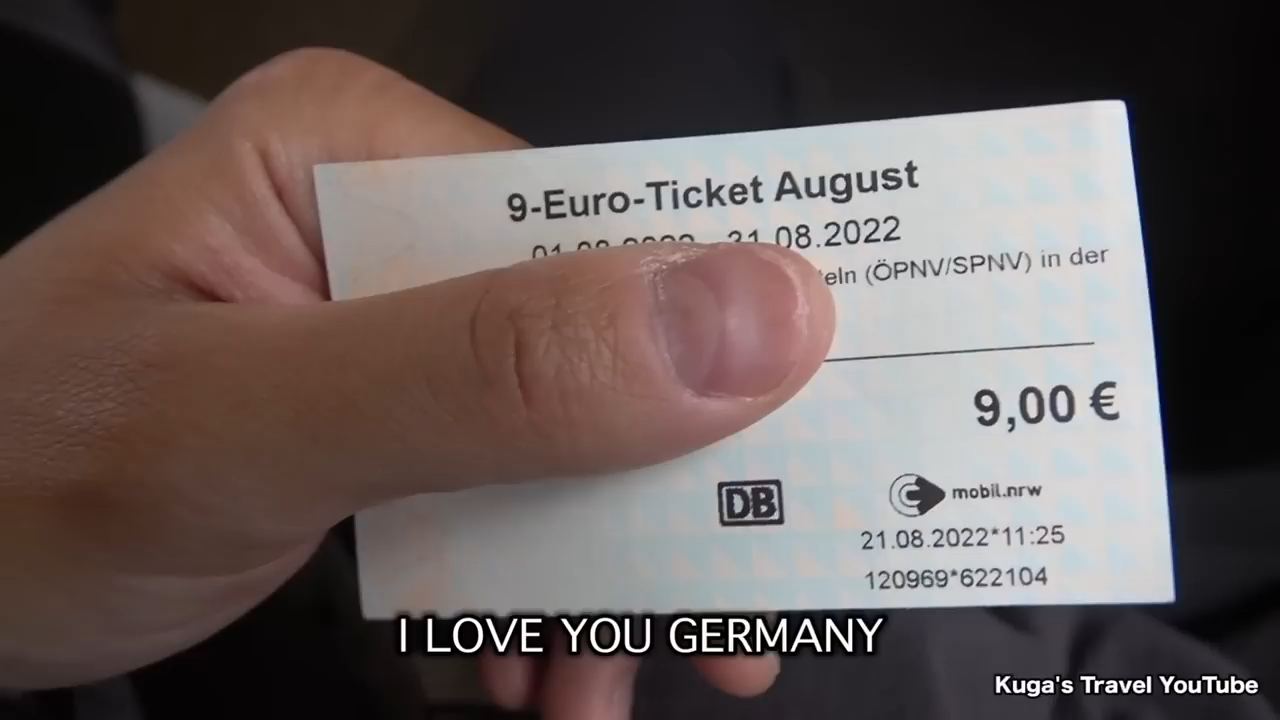 9-Euro-Ticket August
31.08.2022
(ÖPNV/SPNV) in der
9,00 €
DB
mobil.nrw
21.08.2022*11:25
120969*622104
I LOVE YOU GERMANY
Kuga's Travel YouTube